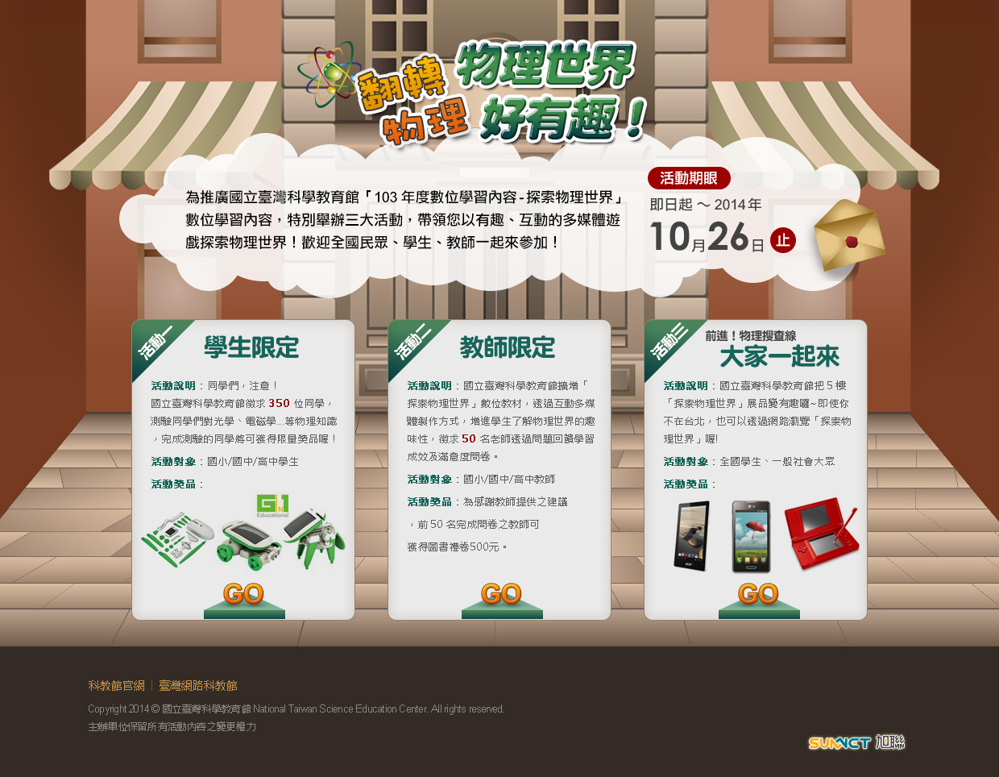 翻轉
物理
物理世界
好有趣！
為推廣國立臺灣科學教育館「103 年度數位學習內容-探索物理世界」
數位學習內容，特別舉辦三大活動，帶領您以有趣、互動的多媒體遊
戲探索物理世界！歡迎全國民眾、學生、教師一起來參加！
活動期眼
即日起 ～ 2014 年
10月26日 止
活動一
學生限定
活動說明：同學們，注意！
國立臺灣科學教育館徵求 350 位同學，
測驗同學們對光學、電磁學...等物理知識
，完成測驗的同學將可獲得限量獎品喔！
活動對象：國小/國中/高中學生
活動獎品：
GIN
Educational
GO
活動二
教師限定
活動說明：國立臺灣科學教育館擴增「
探索物理世界」數位教材，透過互動多媒
體製作方式，增進學生了解物理世界的趣
味性，徵求 50 名老師透過問題回饋學習
成效及滿意度問卷。
活動對象：國小/國中/高中教師
活動獎品：為感謝教師提供之建議
，前 50 名完成問卷之教師可
獲得圖書禮卷500元。
GO
活動三
前進！物理搜查線
大家一起來
活動說明：國立臺灣科學教育館把 5 樓
「探索物理世界」展品變有趣囉~即使你
不在台北，也可以透過網路瀏覽「探索物
理世界」喔!
活動對象：全國學生、一般社會大眾
活動獎品：
acer
GO
科教館官網｜臺灣網路科教館
Copyright 2014 © 國立臺灣科學教育館 National Taiwan Science Education Center. All rights reserved.
主辦單位保留所有活動內容之變更權力
SUNNCT 旭聯